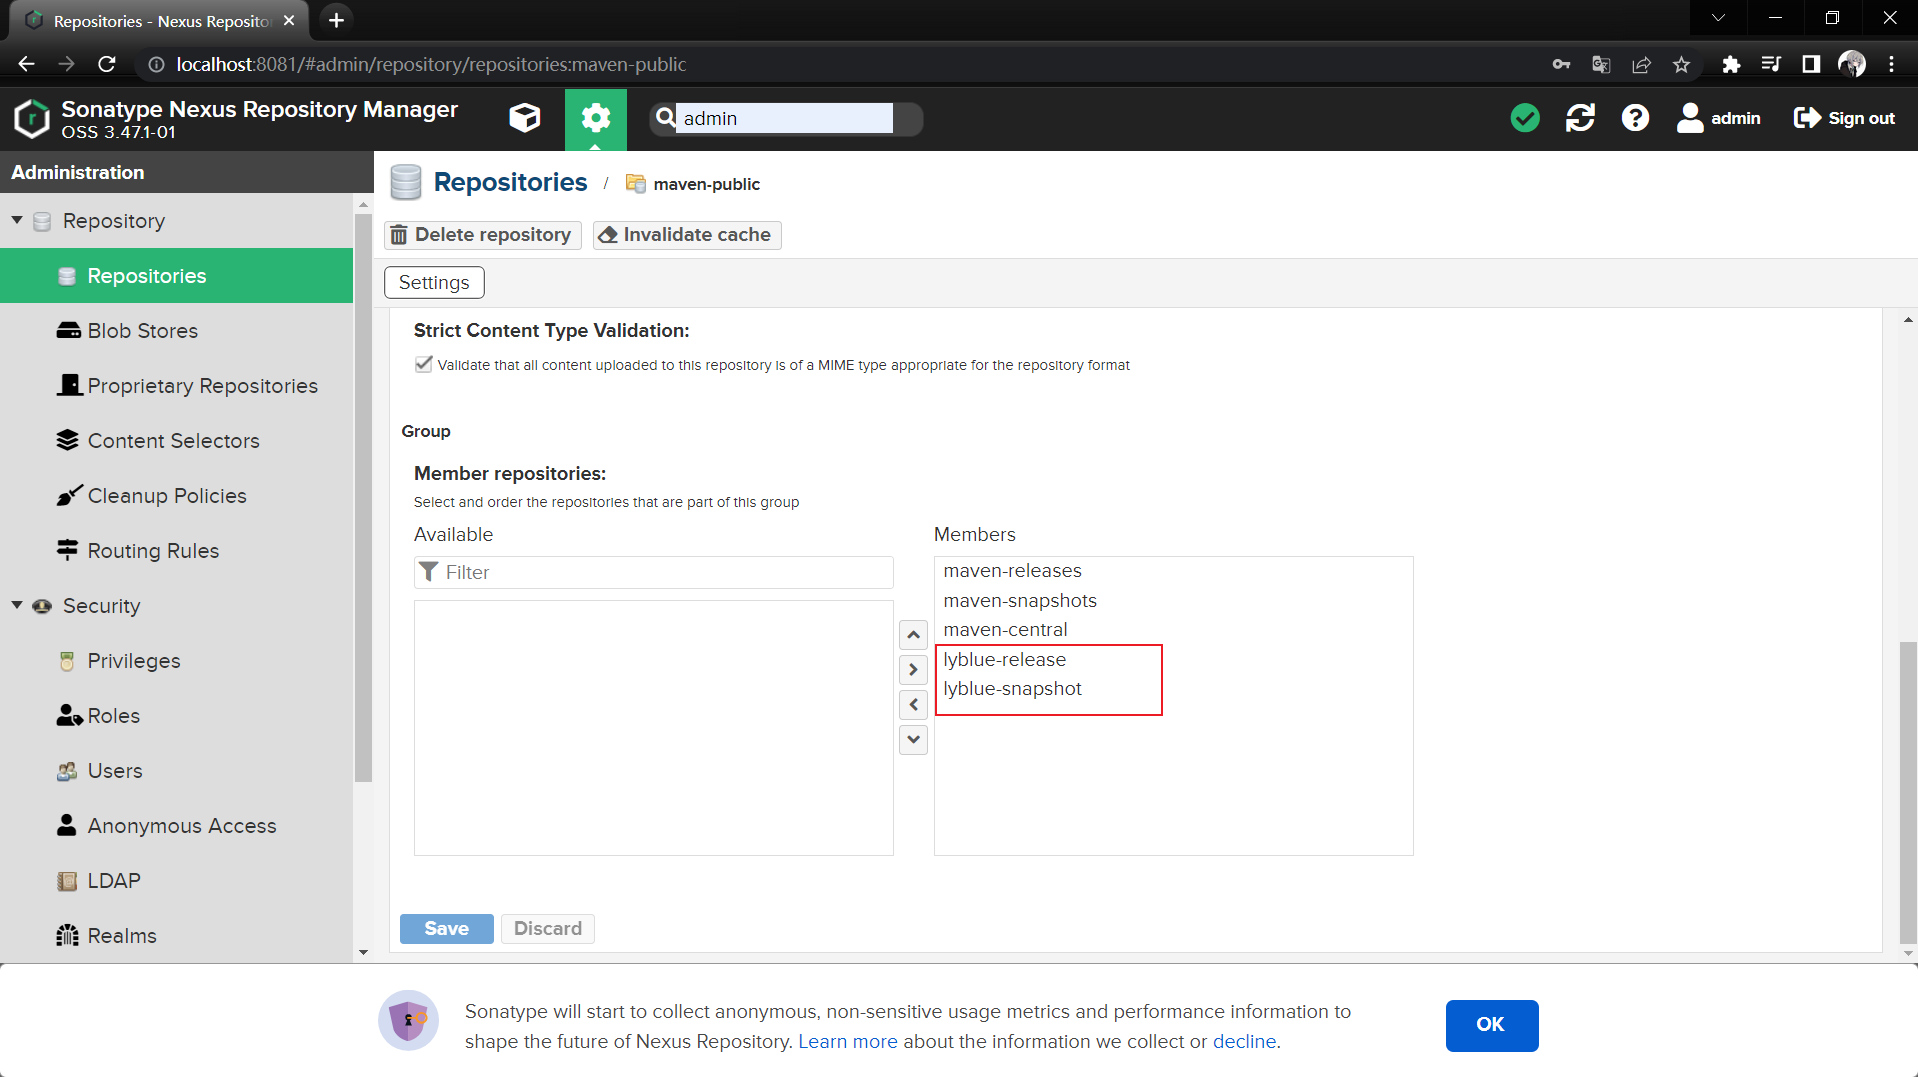 Repositories - Nexus Reposito
localhost:8081/#admin/repository/repositories:maven-public
Sonatype Nexus Repository Manager
OSS 3.47.1-01
admin
admin
Sign out
Administration
Repository
Repositories
Blob Stores
Proprietary Repositories
Content Selectors
Cleanup Policies
Routing Rules
Security
Privileges
Roles
Users
Anonymous Access
LDAP
Realms
Repositories / maven-public
Delete repository
Invalidate cache
Settings
Strict Content Type Validation:
Validate that all content uploaded to this repository is of a MIME type appropriate for the repository format
Group
Member repositories:
Select and order the repositories that are part of this group
Available
Filter
Members
maven-releases
maven-snapshots
maven-central
lyblue-release
lyblue-snapshot
Save
Discard
Sonatype will start to collect anonymous, non-sensitive usage metrics and performance information to
shape the future of Nexus Repository. Learn more about the information we collect or decline.
OK